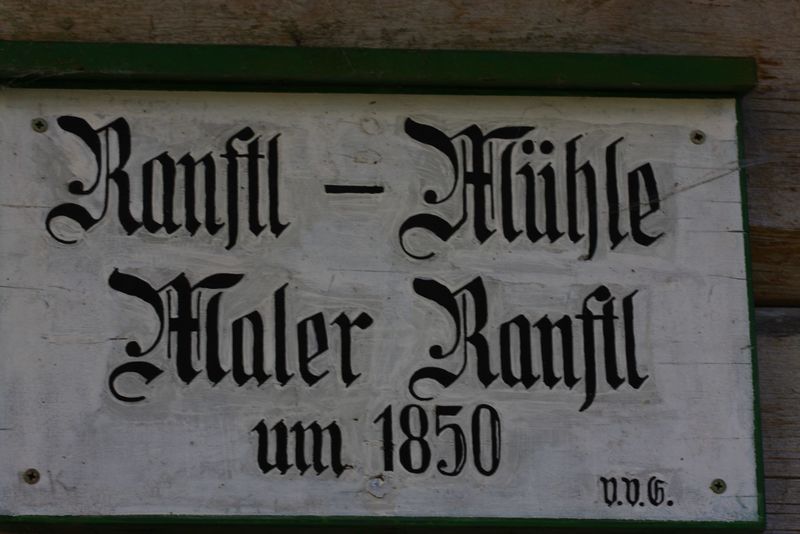 Ranftl – Mühle
Maler Ranftl
um 1850
V.V.G.